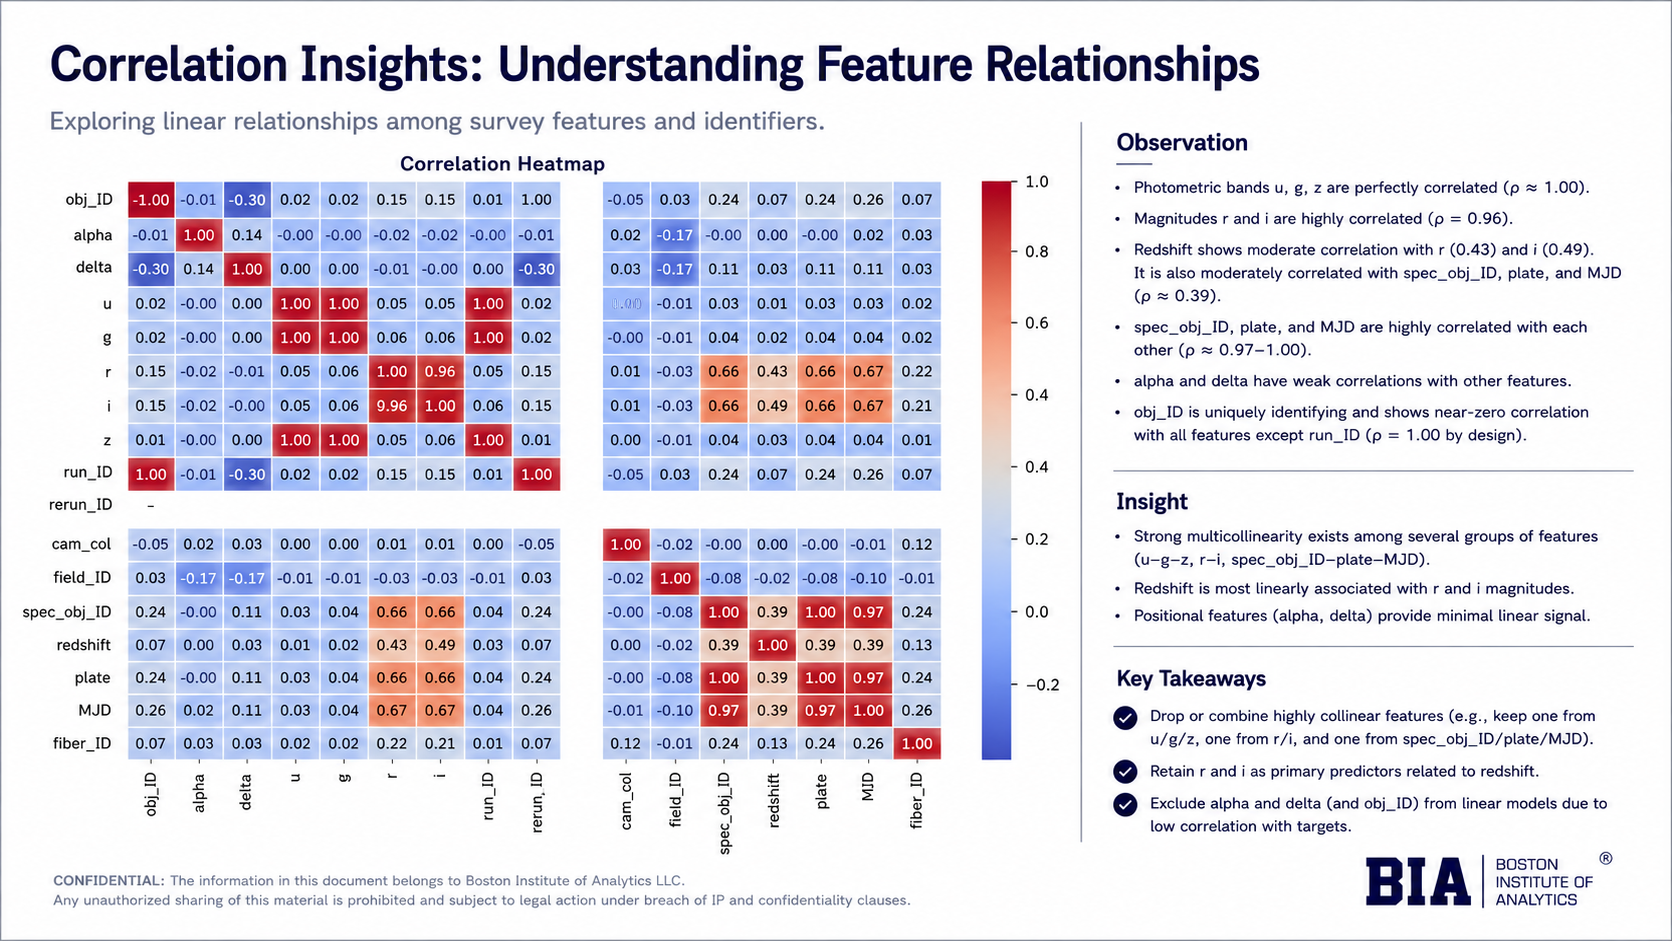 Correlation Insights: Understanding Feature Relationships
Exploring linear relationships among survey features and identifiers.
Correlation Heatmap
obj_ID -1.00 -0.01 -0.30 0.02 0.02 0.15 0.15 0.01 1.00 -0.05 0.03 0.24 0.07 0.24 0.26 0.07
alpha -0.01 1.00 0.14 -0.00 -0.00 -0.02 -0.02 -0.00 -0.01 0.02 -0.17 -0.00 0.00 -0.00 0.02 0.03
delta -0.30 0.14 1.00 0.00 0.00 -0.01 -0.00 0.00 -0.30 0.03 -0.17 0.11 0.03 0.11 0.11 0.03
u 0.02 -0.00 0.00 1.00 1.00 0.05 0.05 1.00 0.02 -0.01 0.03 0.01 0.03 0.03 0.02
g 0.02 -0.00 0.00 1.00 1.00 0.06 0.06 1.00 0.02 -0.00 -0.01 0.04 0.02 0.04 0.04 0.02
r 0.15 -0.02 -0.01 0.05 0.06 1.00 0.96 0.05 0.15 0.01 -0.03 0.66 0.43 0.66 0.67 0.22
i 0.15 -0.02 -0.00 0.05 0.06 9.96 1.00 0.06 0.15 0.01 -0.03 0.66 0.49 0.66 0.67 0.21
z 0.01 -0.00 0.00 1.00 1.00 0.05 0.06 1.00 0.01 0.00 -0.01 0.04 0.03 0.04 0.04 0.01
run_ID 1.00 -0.01 -0.30 0.02 0.02 0.15 0.15 0.01 1.00 -0.05 0.03 0.24 0.07 0.24 0.26 0.07
rerun_ID –
cam_col -0.05 0.02 0.03 0.00 0.00 0.01 0.01 0.00 -0.05 1.00 -0.02 -0.00 0.00 -0.00 -0.01 0.12
field_ID 0.03 -0.17 -0.17 -0.01 -0.01 -0.03 -0.03 -0.01 0.03 -0.02 1.00 -0.08 -0.02 -0.08 -0.10 -0.01
spec_obj_ID 0.24 -0.00 0.11 0.03 0.04 0.66 0.66 0.04 0.24 -0.00 -0.08 1.00 0.39 1.00 0.97 0.24
redshift 0.07 0.00 0.03 0.01 0.02 0.43 0.49 0.03 0.07 0.00 -0.02 0.39 1.00 0.39 0.39 0.13
plate 0.24 -0.00 0.11 0.03 0.04 0.66 0.66 0.04 0.24 -0.00 -0.08 1.00 0.39 1.00 0.97 0.24
MJD 0.26 0.02 0.11 0.03 0.04 0.67 0.67 0.04 0.26 -0.01 -0.10 0.97 0.39 0.97 1.00 0.26
fiber_ID 0.07 0.03 0.03 0.02 0.02 0.22 0.21 0.01 0.07 0.12 -0.01 0.24 0.13 0.24 0.26 1.00
obj_ID alpha delta u g r i run_ID rerun, ID cam_col field_ID spec_obj_ID redshift plate MJD fiber_ID
1.0
0.8
0.6
0.4
0.2
0.0
−0.2
Observation
• Photometric bands u, g, z are perfectly correlated (ρ ≈ 1.00).
• Magnitudes r and i are highly correlated (ρ = 0.96).
• Redshift shows moderate correlation with r (0.43) and i (0.49).
It is also moderately correlated with spec_obj_ID, plate, and MJD
(ρ ≈ 0.39).
• spec_obj_ID, plate, and MJD are highly correlated with each
other (ρ ≈ 0.97–1.00).
• alpha and delta have weak correlations with other features.
• obj_ID is uniquely identifying and shows near-zero correlation
with all features except run_ID (ρ = 1.00 by design).
Insight
• Strong multicollinearity exists among several groups of features
(u–g–z, r–i, spec_obj_ID–plate–MJD).
• Redshift is most linearly associated with r and i magnitudes.
• Positional features (alpha, delta) provide minimal linear signal.
Key Takeaways
Drop or combine highly collinear features (e.g., keep one from
u/g/z, one from r/i, and one from spec_obj_ID/plate/MJD).
Retain r and i as primary predictors related to redshift.
Exclude alpha and delta (and obj_ID) from linear models due to
low correlation with targets.
CONFIDENTIAL: The information in this document belongs to Boston Institute of Analytics LLC.
Any unauthorized sharing of this material is prohibited and subject to legal action under breach of IP and confidentiality clauses.
BIA
BOSTON
INSTITUTE OF
ANALYTICS
®